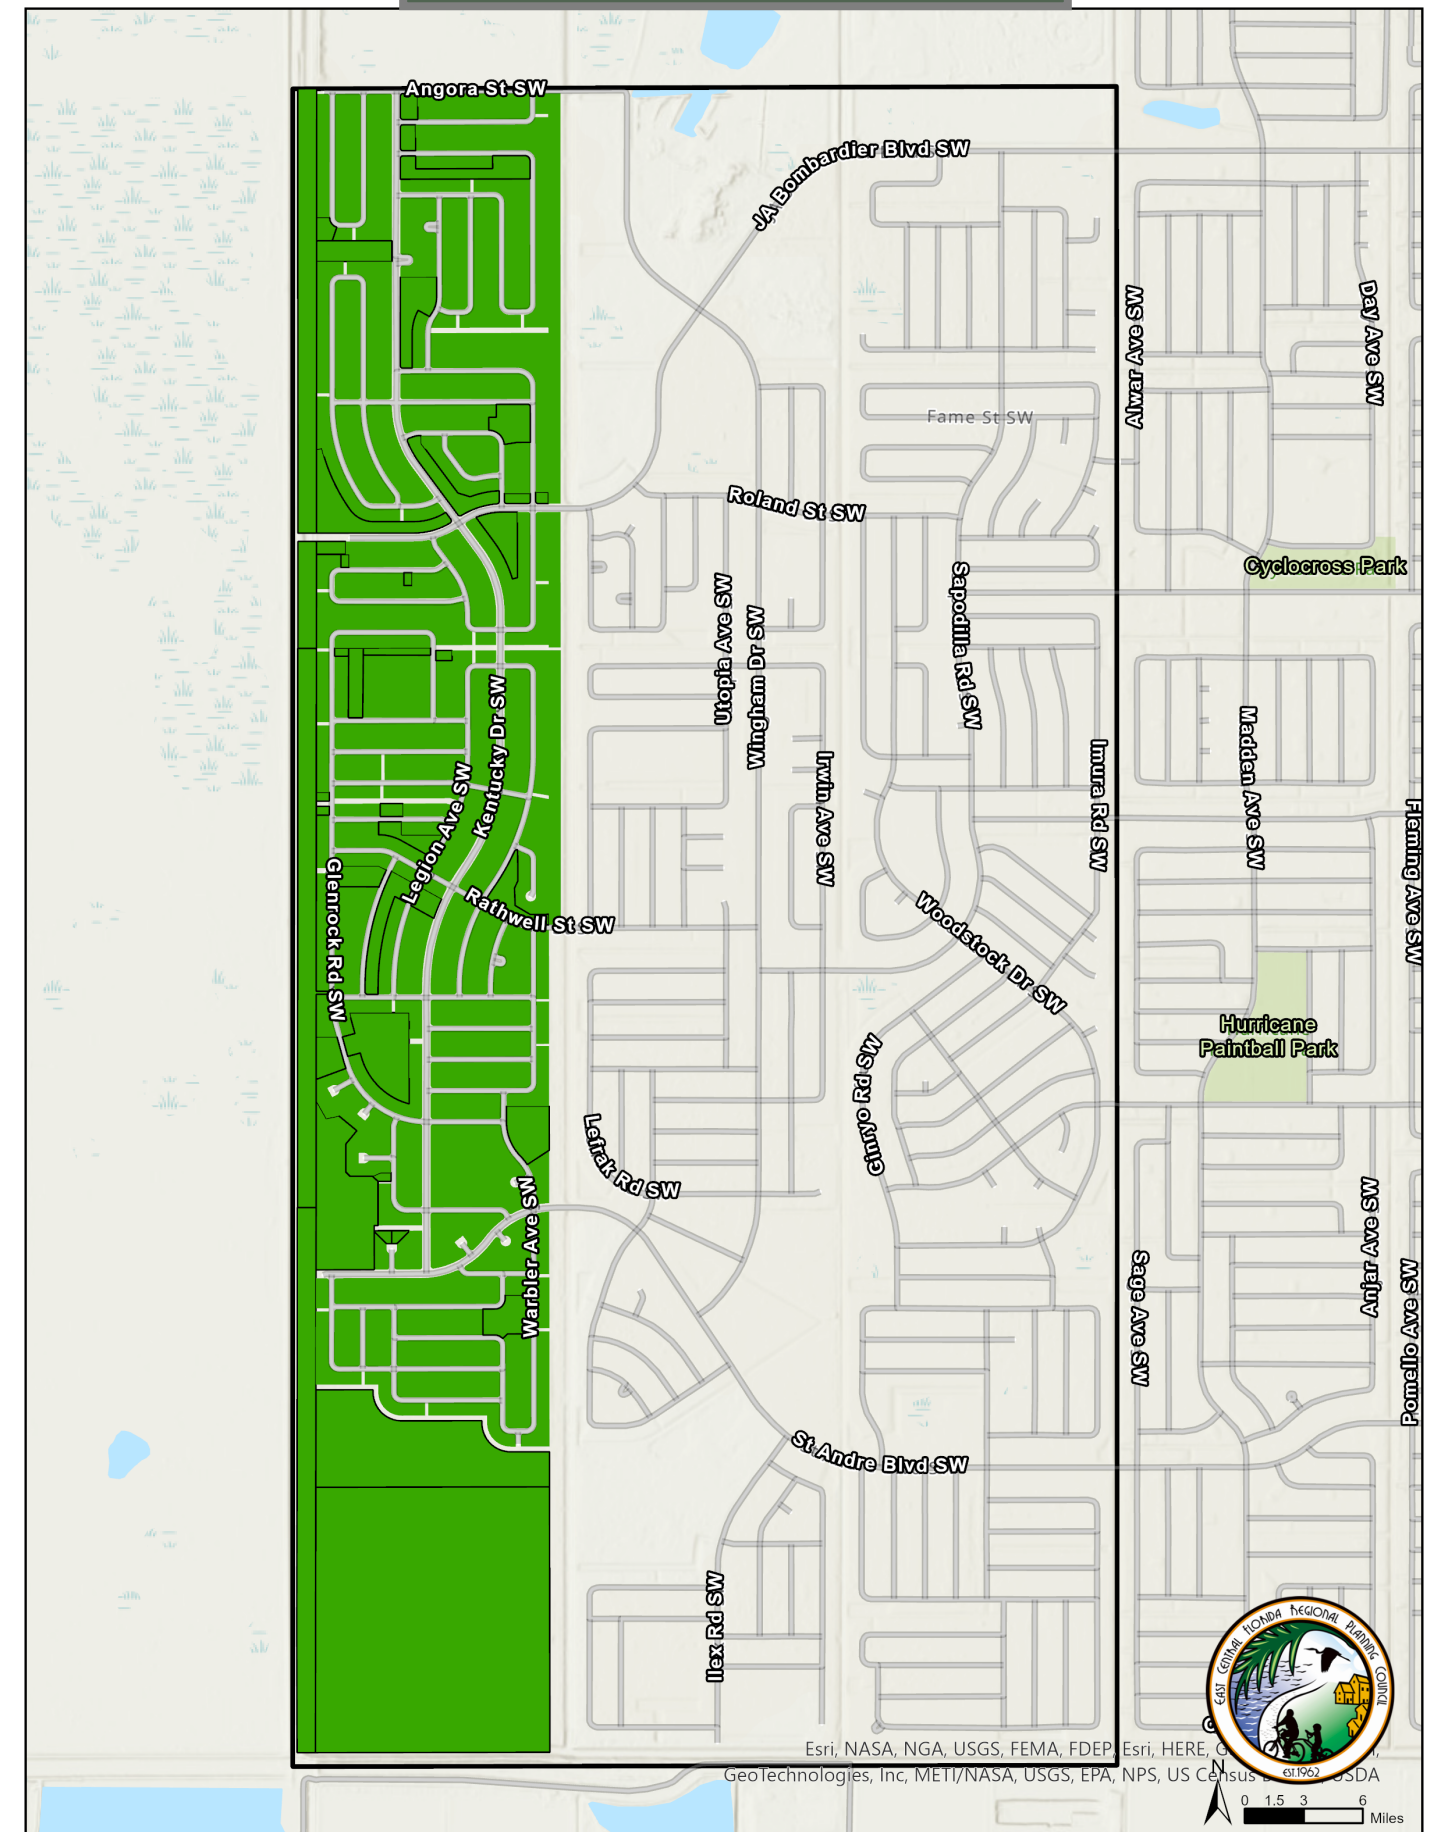 Angora St SW
JA Bombardier Blvd SW
Alwar Ave SW
Day Ave SW
Fame St SW
Roland St SW
Cyclocross Park
Sapodilla Rd SW
Utopia Ave SW
Wingham Dr SW
Kentucky Dr SW
Legion Ave SW
Irwin Ave SW
Imura Rd SW
Madden Ave SW
Fleming Ave SW
Glenrock Rd SW
Rathwell St SW
Woodstock Dr SW
Hurricane
Paintball Park
Ginryo Rd SW
Lefrak Rd SW
Warbler Ave SW
Anjar Ave SW
Sage Ave SW
Pomello Ave SW
St Andre Blvd SW
Ilex Rd SW
EAST CENTRAL FLORIDA REGIONAL PLANNING COUNCIL
EST.1962
Esri, NASA, NGA, USGS, FEMA, FDEP, Esri, HERE,
GeoTechnologies, Inc, METI/NASA, USGS, EPA, NPS, US Census USDA
N
0 1.5 3 6
Miles